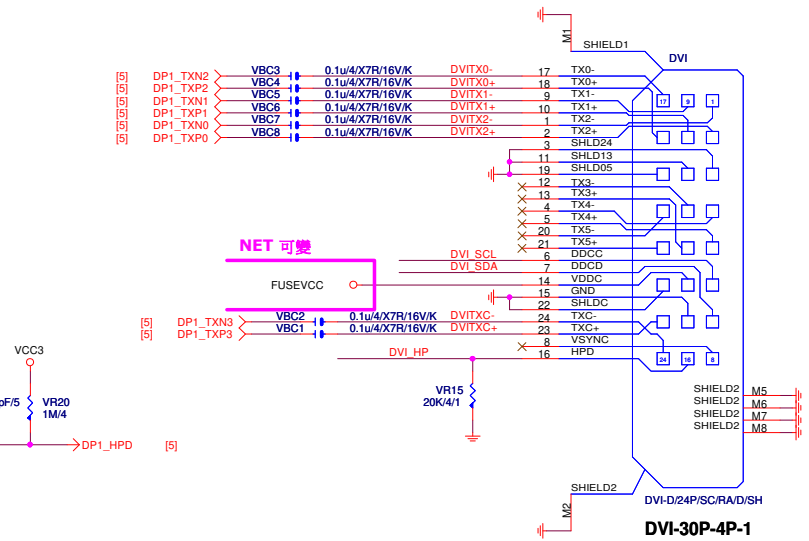 M1
SHIELD1
DVI
[5] DP1_TXN2 VBC3 0.1u/4/X7R/16V/K DVITX0- 17 TX0-
[5] DP1_TXP2 VBC4 0.1u/4/X7R/16V/K DVITX0+ 18 TX0+
[5] DP1_TXN1 VBC5 0.1u/4/X7R/16V/K DVITX1- 9 TX1-
[5] DP1_TXP1 VBC6 0.1u/4/X7R/16V/K DVITX1+ 10 TX1+
[5] DP1_TXN0 VBC7 0.1u/4/X7R/16V/K DVITX2- 1 TX2-
[5] DP1_TXP0 VBC8 0.1u/4/X7R/16V/K DVITX2+ 2 TX2+
17 9 1
3 SHLD24
11 SHLD13
19 SHLD05
12 TX3-
13 TX3+
4 TX4-
5 TX4+
20 TX5-
21 TX5+
NET 可變
DVI_SCL 6 DDCC
DVI_SDA 7 DDCD
FUSEVCC 14 VDDC
15 GND
22 SHLDC
[5] DP1_TXN3 VBC2 0.1u/4/X7R/16V/K DVITXC- 24 TXC-
[5] DP1_TXP3 VBC1 0.1u/4/X7R/16V/K DVITXC+ 23 TXC+
8 VSYNC
DVI_HP 16 HPD
24 16 8
VCC3
pF/5
VR20
1M/4
VR15
20K/4/1
DP1_HPD [5]
SHIELD2 M5
SHIELD2 M6
SHIELD2 M7
SHIELD2 M8
SHIELD2
M2
DVI-D/24P/SC/RA/D/SH
DVI-30P-4P-1